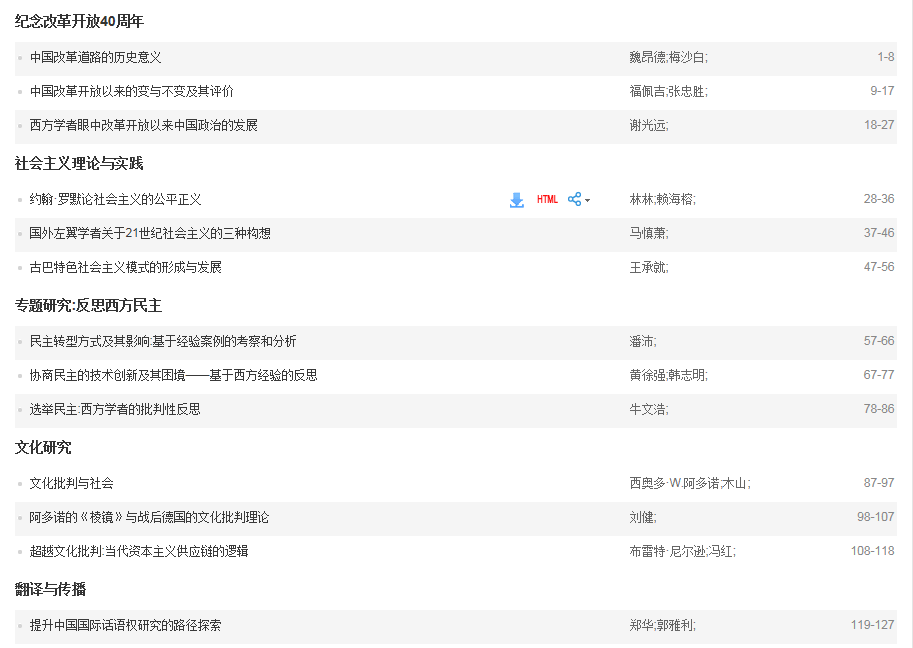 纪念改革开放40周年
中国改革道路的历史意义 魏昂德;梅沙白; 1-8
中国改革开放以来的变与不变及其评价 福佩吉;张忠胜; 9-17
西方学者眼中改革开放以来中国政治的发展 谢光远; 18-27
社会主义理论与实践
约翰·罗默论社会主义的公平正义 HTML 林林;赖海榕; 28-36
国外左翼学者关于21世纪社会主义的三种构想 马慎萧; 37-46
古巴特色社会主义模式的形成与发展 王承就; 47-56
专题研究:反思西方民主
民主转型方式及其影响:基于经验案例的考察和分析 潘沛; 57-66
协商民主的技术创新及其困境——基于西方经验的反思 黄徐强;韩志明; 67-77
选举民主:西方学者的批判性反思 牛文浩; 78-86
文化研究
文化批判与社会 西奥多·W.阿多诺;木山; 87-97
阿多诺的《棱镜》与战后德国的文化批判理论 刘健; 98-107
超越文化批判:当代资本主义供应链的逻辑 布雷特·尼尔逊;冯红; 108-118
翻译与传播
提升中国国际话语权研究的路径探索 郑华;郭雅利; 119-127